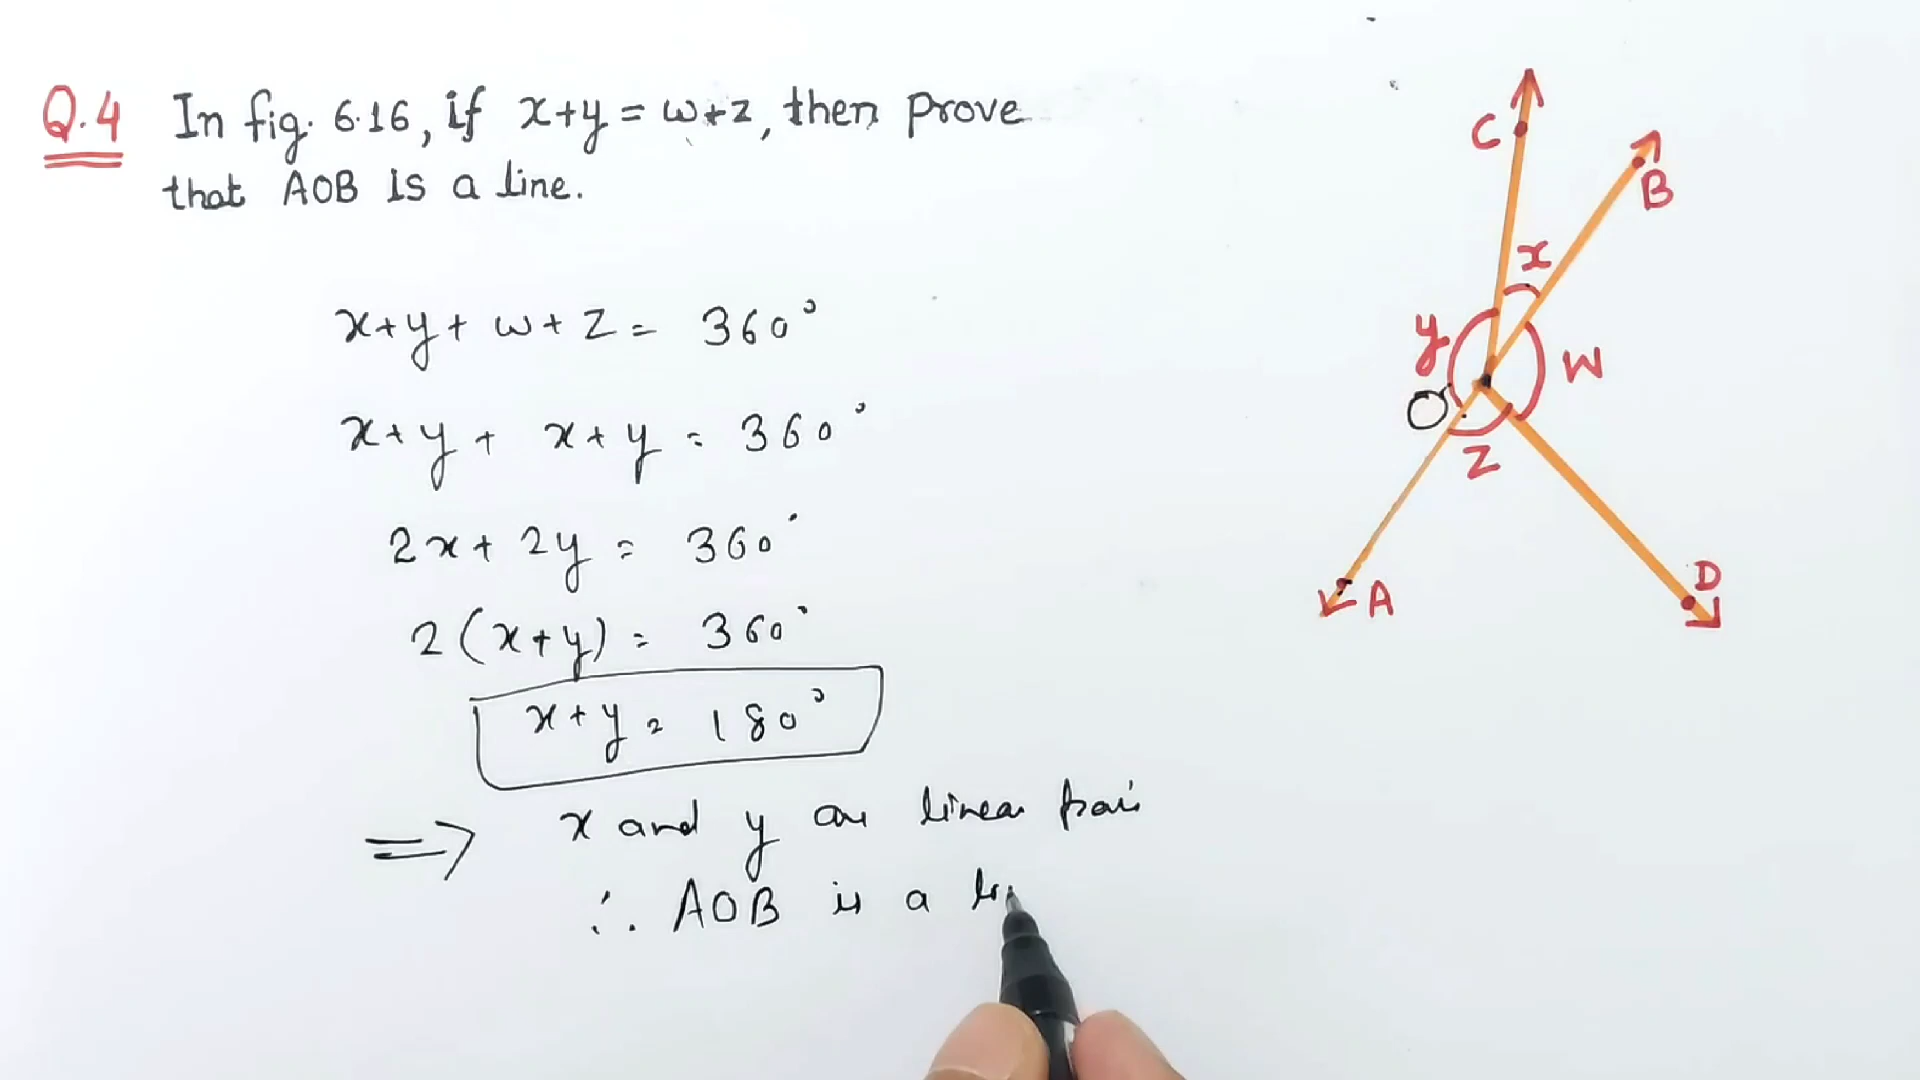 Q.4 In fig. 6.16, if x+y = w+z, then prove
that AOB is a line.
x+y+ w+z = 360°
x+y+ x+y = 360°
2x+2y = 360°
2(x+y) = 360°
x+y = 180°
⇒ x and y are linear pair
∴ AOB is a
C
B
x
y
W
O
Z
A
D